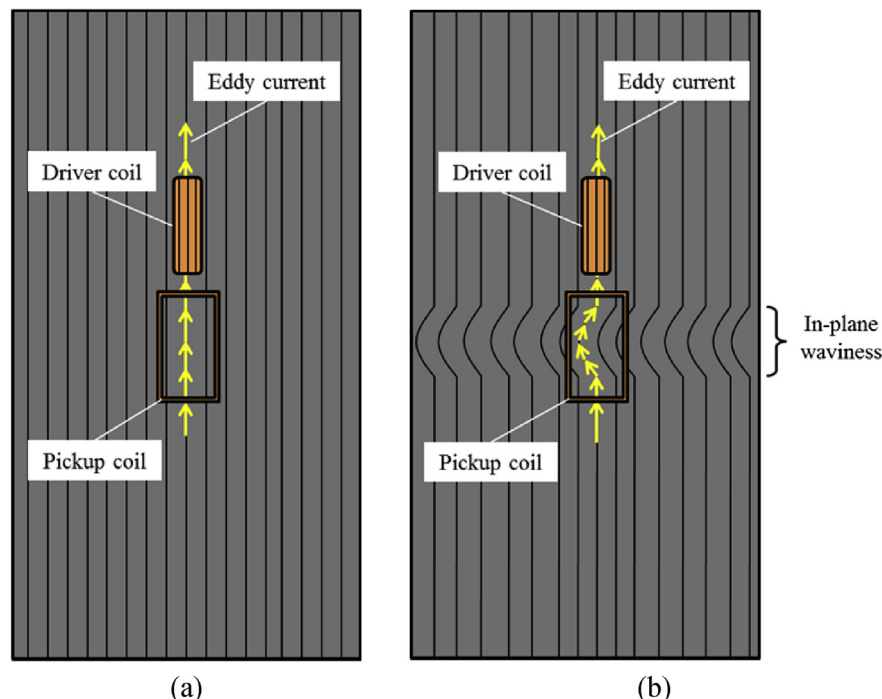 Eddy current
Driver coil
Pickup coil
(a)
Eddy current
Driver coil
Pickup coil
In-plane
waviness
(b)